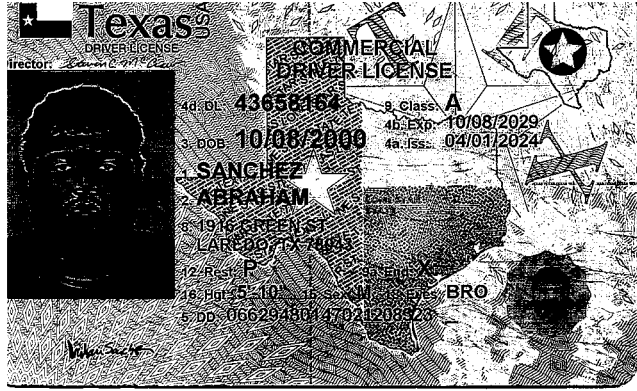 Texas USA
DRIVER LICENSE
COMMERCIAL
DRIVER LICENSE
4d. DL: 43658164 9. Class: A
4b. Exp: 10/08/2029
3. DOB: 10/08/2000 4a. Iss: 04/01/2024
1. SANCHEZ
2. ABRAHAM
8. 1916 GREEN ST
LAREDO, TX
12. Rest: P 9a. End: X
16. Hgt: 5'-10" 15. Sex: M 18. Eyes: BRO
5. DD: